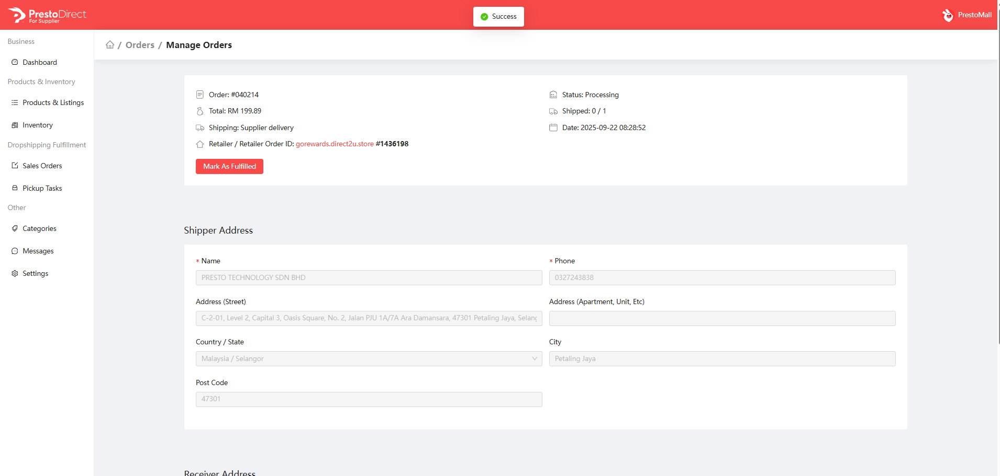 PrestoDirect
For Supplier
Success
PrestoMall
Business
Dashboard
Products & Inventory
Products & Listings
Inventory
Dropshipping Fulfillment
Sales Orders
Pickup Tasks
Other
Categories
Messages
Settings
/ Orders / Manage Orders
Order: #040214
Status: Processing
Total: RM 199.89
Shipped: 0 / 1
Shipping: Supplier delivery
Date: 2025-09-22 08:28:52
Retailer / Retailer Order ID: gorewards.direct2u.store #1436198
Mark As Fulfilled
Shipper Address
* Name
* Phone
PRESTO TECHNOLOGY SDN BHD
0327243838
Address (Street)
Address (Apartment, Unit, Etc)
C-2-01, Level 2, Capital 3, Oasis Square, No. 2, Jalan PJU 1A/7A Ara Damansara, 47301 Petaling Jaya, Selang
Country / State
City
Malaysia / Selangor
Petaling Jaya
Post Code
47301
Receiver Address